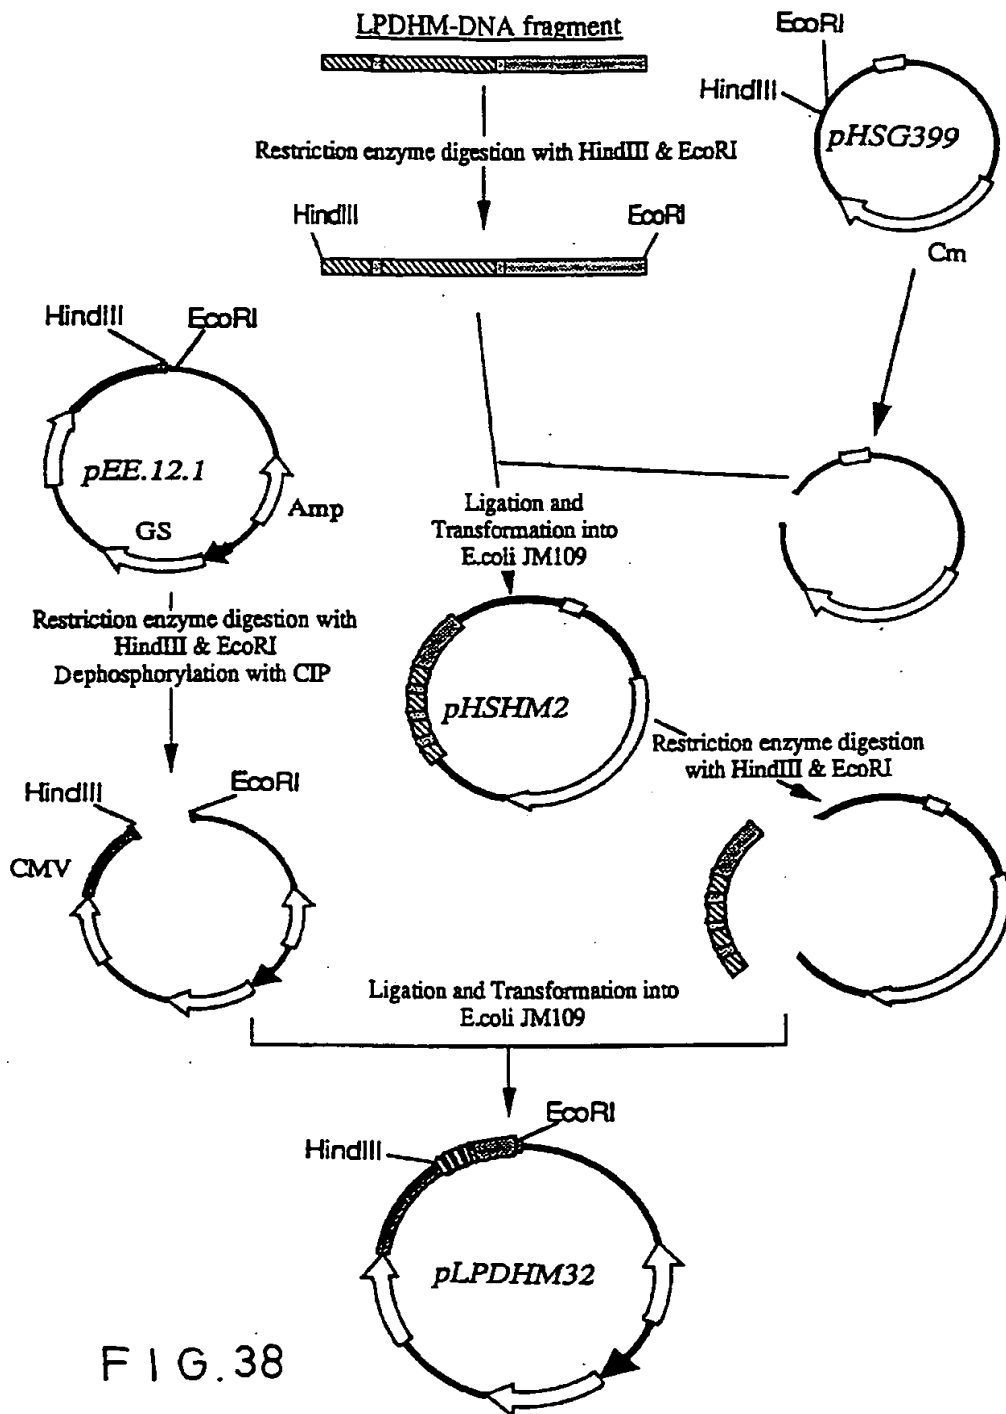 LPDHM-DNA fragment
EcoRI
HindIII
pHSG399
Cm
Restriction enzyme digestion with HindIII & EcoRI
HindIII
EcoRI
HindIII
EcoRI
pEE.12.1
Amp
GS
Ligation and
Transformation into
E.coli JM109
Restriction enzyme digestion with
HindIII & EcoRI
Dephosphorylation with CIP
pHSHM2
Restriction enzyme digestion
with HindIII & EcoRI
HindIII
EcoRI
CMV
Ligation and Transformation into
E.coli JM109
HindIII
EcoRI
pLPDHM32
FIG.38